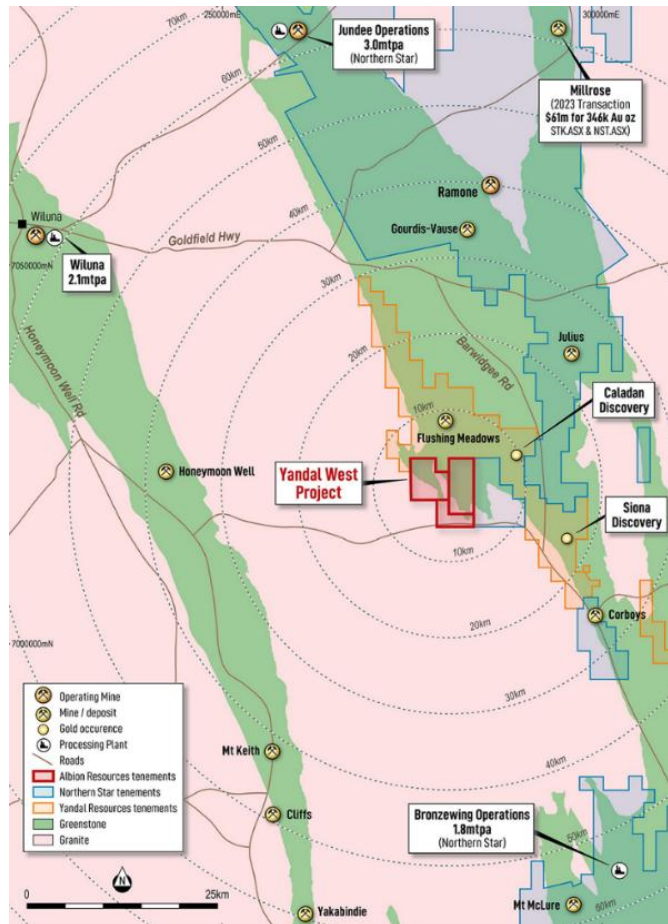 250000mE
300000mE
70km
Jundee Operations
3.0mtpa
(Northern Star)
60km
Millrose
(2023 Transaction
$61m for 346k Au oz
STK.ASX & NST.ASX)
50km
Ramone
40km
Wiluna
Gourdis-Vause
Goldfield Hwy
7050000mN
Wiluna
2.1mtpa
30km
Honeymoon Well Rd
20km
Barwidgee Rd
Julius
Caladan
Discovery
10km
Flushing Meadows
Yandal West
Project
Honeymoon Well
Siona
Discovery
10km
Corboys
20km
7000000mN
30km
Operating Mine
Mine / deposit
Gold occurence
Processing Plant
Roads
Albion Resources tenements
Northern Star tenements
Yandal Resources tenements
Greenstone
Granite
Mt Keith
40km
Cliffs
Bronzewing Operations
1.8mtpa
(Northern Star)
50km
N
0
25km
Yakabindie
Mt McLure
60km